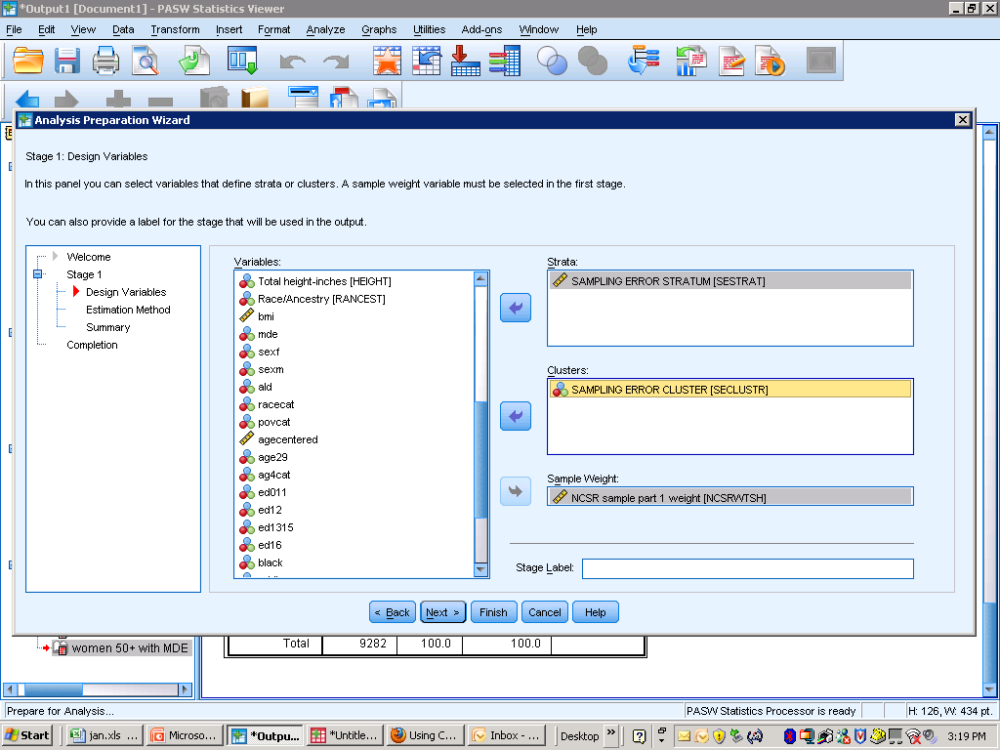 *Output1 [Document1] - PASW Statistics Viewer
File Edit View Data Transform Insert Format Analyze Graphs Utilities Add-ons Window Help
Analysis Preparation Wizard
Stage 1: Design Variables
In this panel you can select variables that define strata or clusters. A sample weight variable must be selected in the first stage.
You can also provide a label for the stage that will be used in the output.
Welcome
Stage 1
Design Variables
Estimation Method
Summary
Completion
Variables:
Total height-inches [HEIGHT]
Race/Ancestry [RANCEST]
bmi
mde
sexf
sexm
ald
racecat
povcat
agecentered
age29
ag4cat
ed011
ed12
ed1315
ed16
black
Strata:
SAMPLING ERROR STRATUM [SESTRAT]
Clusters:
SAMPLING ERROR CLUSTER [SECLUSTR]
Sample Weight:
NCSR sample part 1 weight [NCSRWTSH]
Stage Label:
< Back Next > Finish Cancel Help
women 50+ with MDE
Total 9282 100.0 100.0
Prepare for Analysis... PASW Statistics Processor is ready H: 126, W: 434 pt.
Start jan.xls ... Microso... *Outpu... *Untitle... Using C... Inbox - ... Desktop » 3:19 PM